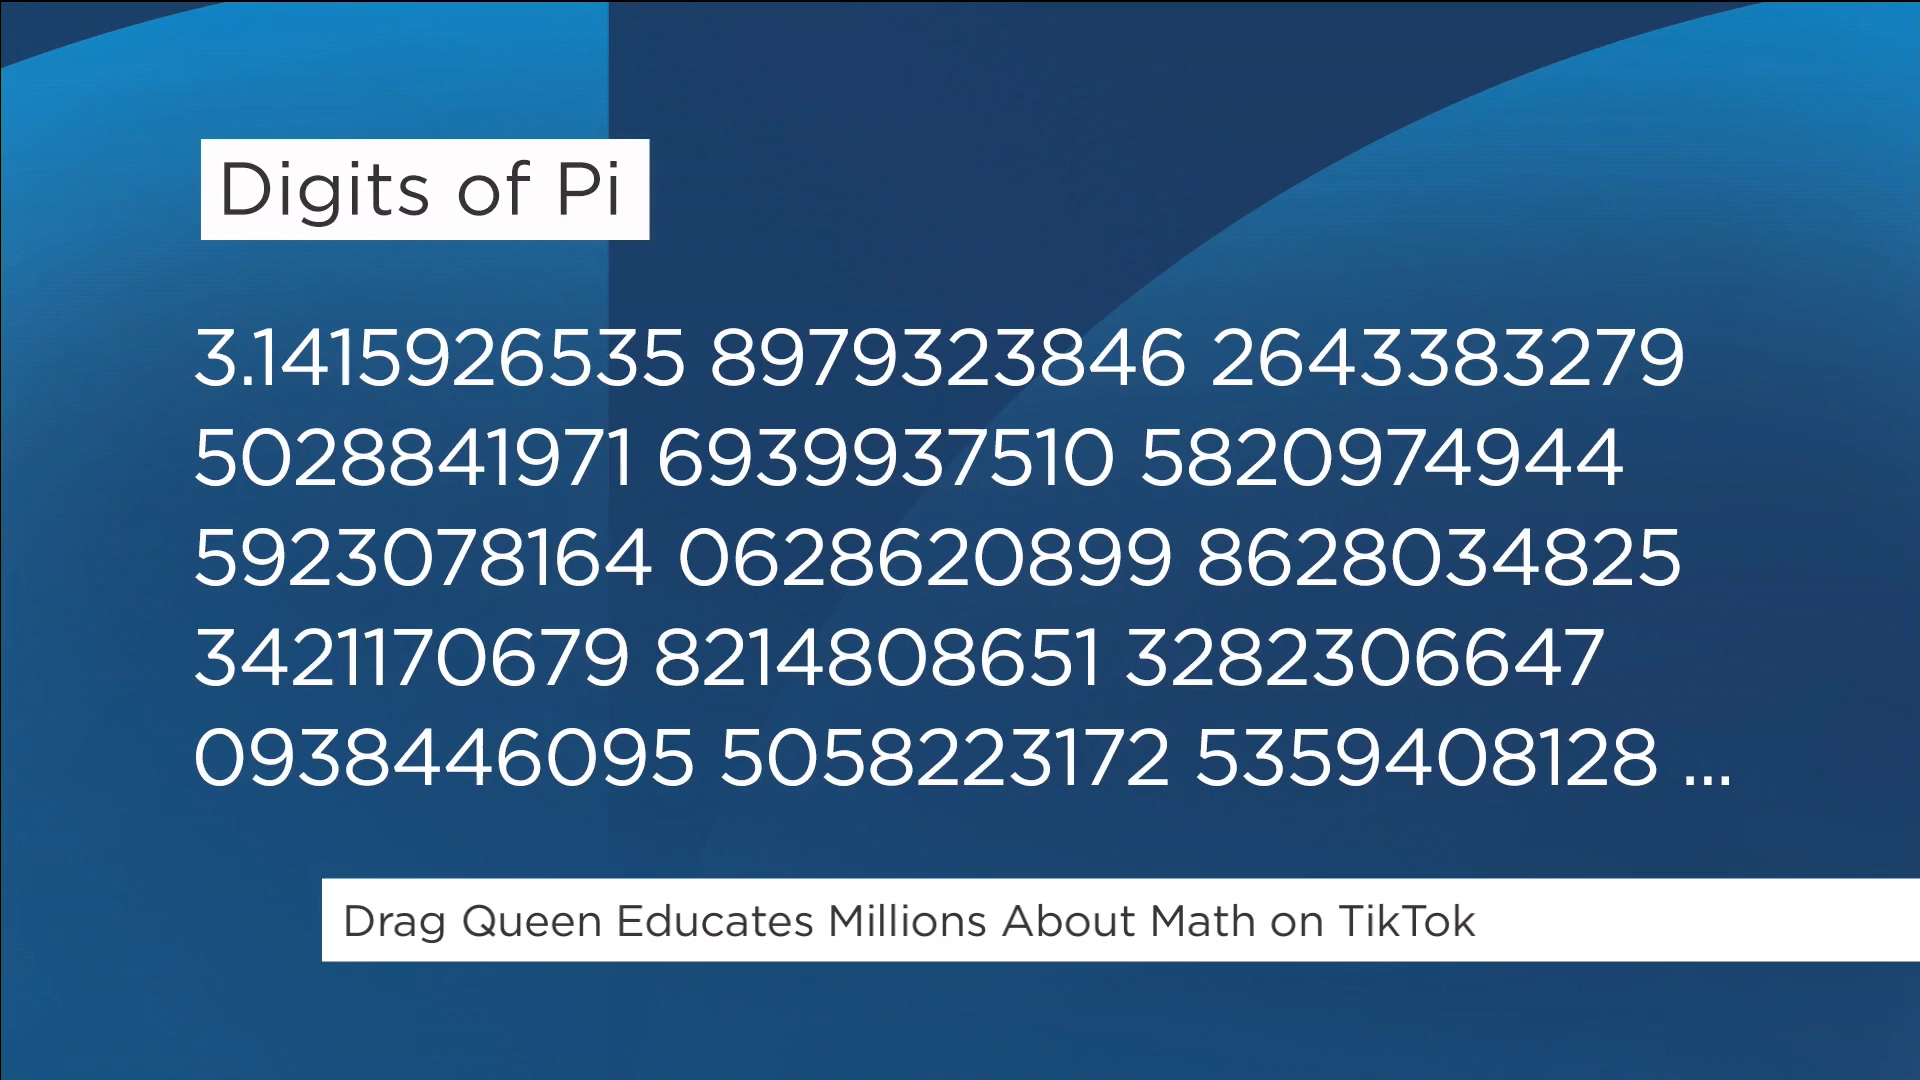 Digits of Pi
3.1415926535 8979323846 2643383279
5028841971 6939937510 5820974944
5923078164 0628620899 8628034825
3421170679 8214808651 3282306647
0938446095 5058223172 5359408128 ...
Drag Queen Educates Millions About Math on TikTok